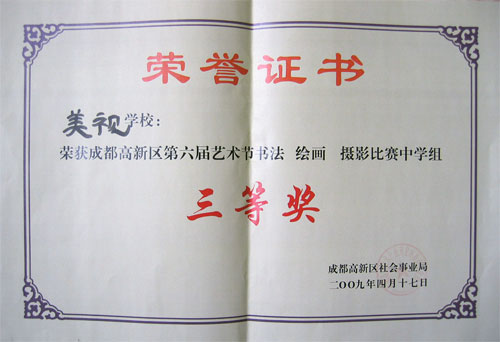 荣誉证书
美视学校：
荣获成都高新区第六届艺术节书法 绘画 摄影比赛中学组
三等奖
成都高新区社会事业局
二〇〇九年四月十七日